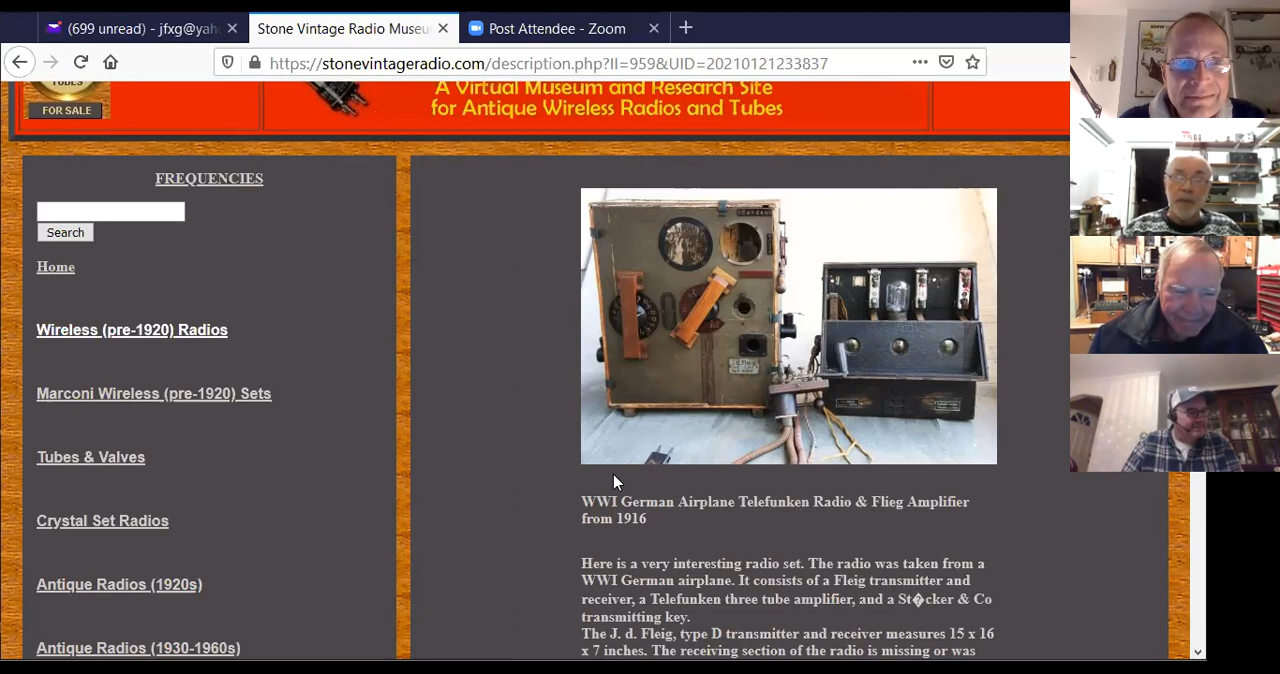 (699 unread) - jfxg@yah
Stone Vintage Radio Museu
Post Attendee - Zoom
https://stonevintageradio.com/description.php?II=959&UID=20210121233837
TUBES
FOR SALE
A Virtual Museum and Research Site
for Antique Wireless Radios and Tubes
FREQUENCIES
Search
Home
Wireless (pre-1920) Radios
Marconi Wireless (pre-1920) Sets
Tubes & Valves
Crystal Set Radios
Antique Radios (1920s)
Antique Radios (1930-1960s)
WWI German Airplane Telefunken Radio & Flieg Amplifier
from 1916
Here is a very interesting radio set. The radio was taken from a
WWI German airplane. It consists of a Fleig transmitter and
receiver, a Telefunken three tube amplifier, and a St�cker & Co
transmitting key.
The J. d. Fleig, type D transmitter and receiver measures 15 x 16
x 7 inches. The receiving section of the radio is missing or was